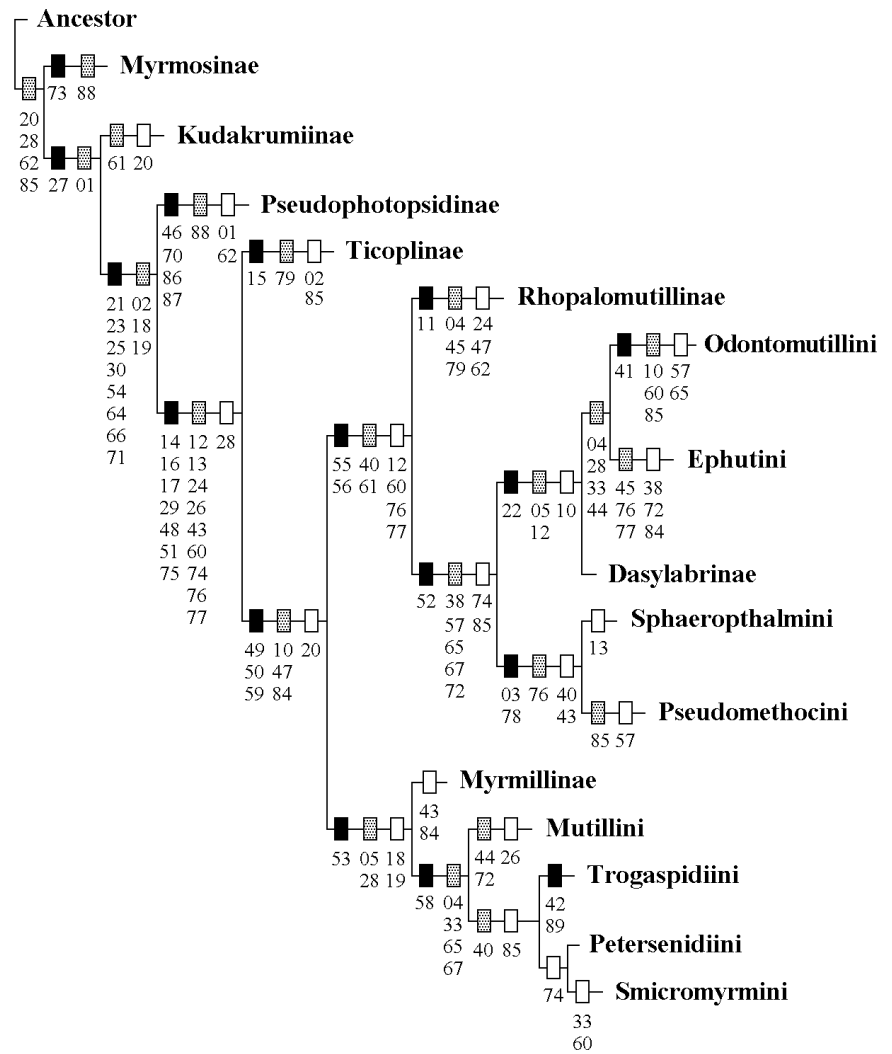 Ancestor
Myrmosinae
73 88
20
28
62
85
Kudakrumiinae
27 01
61 20
Pseudophotopsidinae
46 88 01
70 62
86
87
Ticoplinae
15 79 02
85
21 02
23 18
25 19
30
54
64
66
71
Rhopalomutillinae
11 04 24
45 47
79 62
Odontomutillini
41 10 57
60 65
85
04
28
33
44
Ephutini
45 38
76 72
77 84
14 12 28
16 13
17 24
29 26
48 43
51 60
75 74
76
77
55 40 12
56 61 60
76
77
22 05 10
12
Dasylabrinae
52 38 74
57 85
65
67
72
Sphaeropthalmini
13
49 10 20
50 47
59 84
03 76 40
78 43
Pseudomethocini
85 57
Myrmillinae
43
84
53 05 18
28 19
Mutillini
44 26
72
58 04
33
65
67
Trogaspidiini
42
89
40 85
Petersenidiini
74
Smicromyrmini
33
60